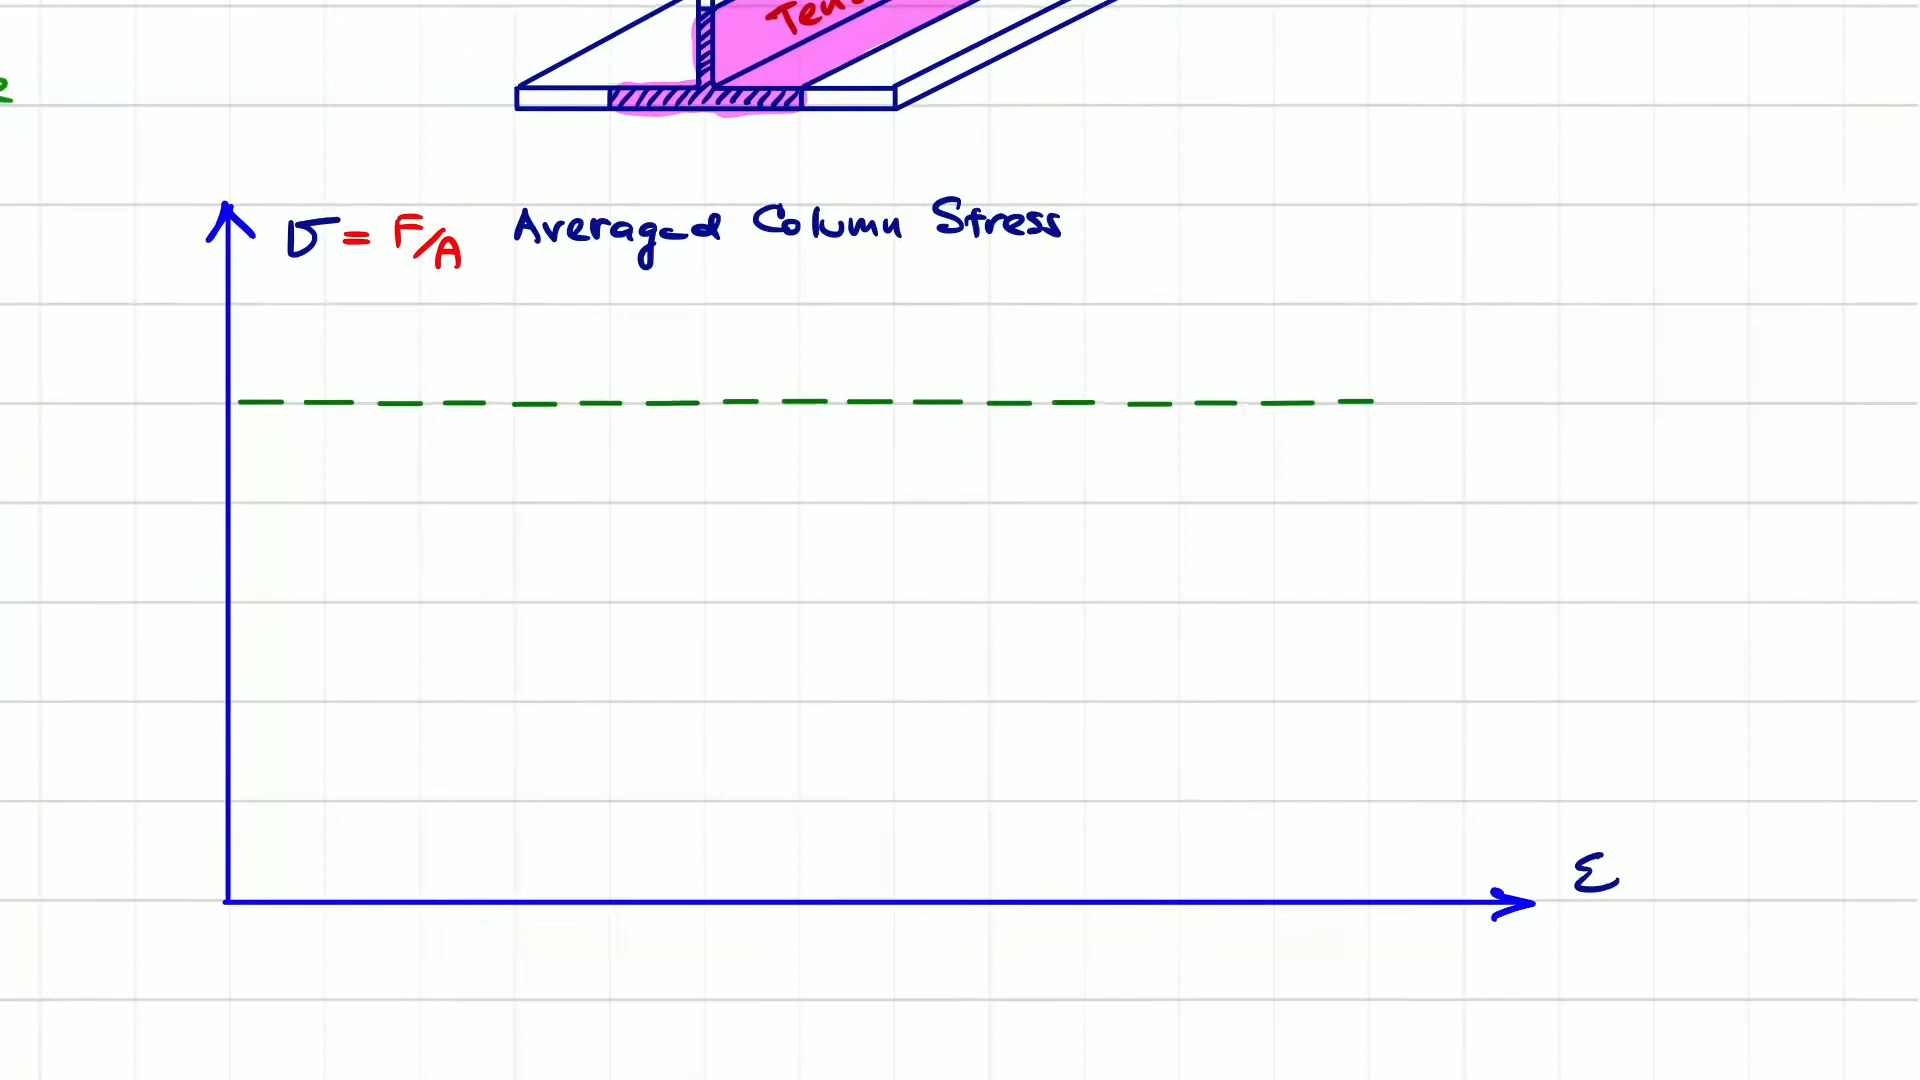 σ = F/A Averaged Column Stress
ε